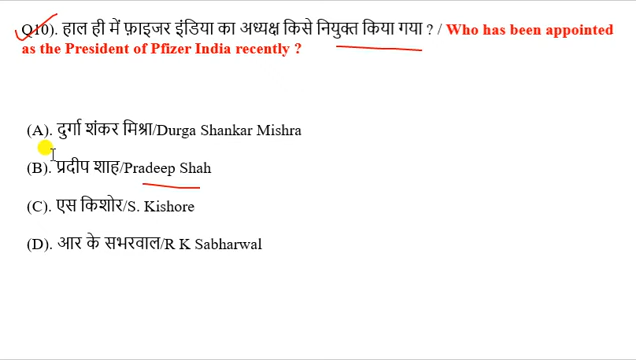 Q10). हाल ही में फ़ाइजर इंडिया का अध्यक्ष किसे नियुक्त किया गया ? / Who has been appointed
as the President of Pfizer India recently ?
(A). दुर्गा शंकर मिश्रा/Durga Shankar Mishra
(B). प्रदीप शाह/Pradeep Shah
(C). एस किशोर/S. Kishore
(D). आर के सभरवाल/R K Sabharwal